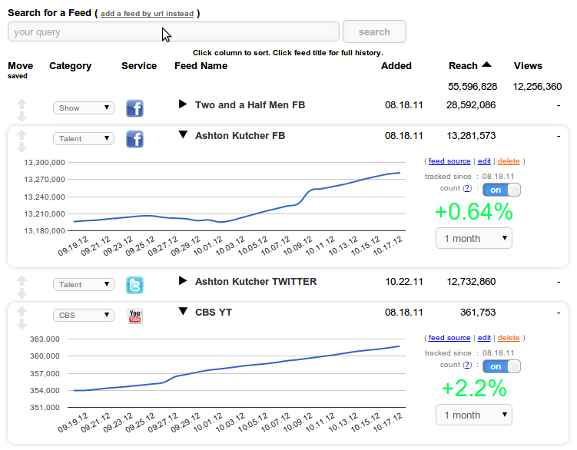 Search for a Feed ( add a feed by url instead )
your query
search
Click column to sort. Click feed title for full history.
Move Category Service Feed Name Added Reach Views
saved
55,596,828 12,256,360
Show f Two and a Half Men FB 08.18.11 28,592,086 -
Talent f Ashton Kutcher FB 08.18.11 13,281,573 -
13,300,000
13,270,000
13,240,000
13,210,000
13,180,000
09.19.12 09.21.12 09.23.12 09.25.12 09.27.12 09.29.12 10.01.12 10.03.12 10.05.12 10.07.12 10.09.12 10.11.12 10.13.12 10.15.12 10.17.12
( feed source | edit | delete )
tracked since : 08.18.11
count (?) : on
+0.64%
1 month
Talent t Ashton Kutcher TWITTER 10.22.11 12,732,860 -
CBS You Tube CBS YT 08.18.11 361,753 -
363,000
360,000
357,000
354,000
351,000
09.19.12 09.21.12 09.23.12 09.25.12 09.27.12 09.29.12 10.01.12 10.03.12 10.05.12 10.07.12 10.09.12 10.11.12 10.13.12 10.15.12 10.17.12
( feed source | edit | delete )
tracked since : 08.18.11
count (?) : on
+2.2%
1 month